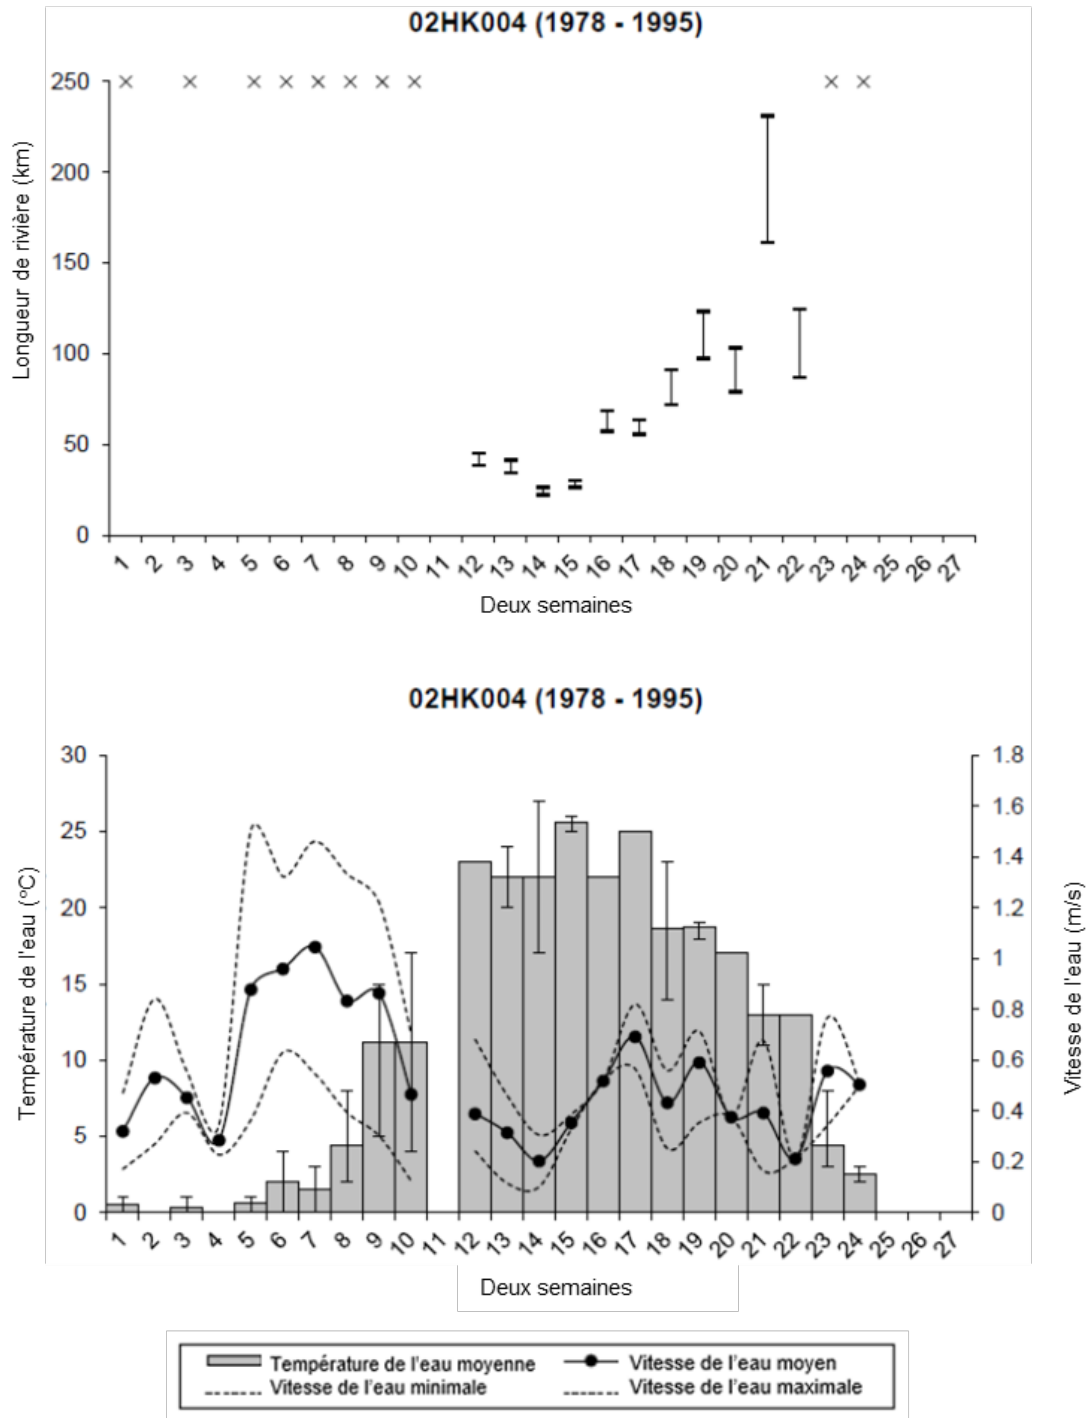 02HK004 (1978 - 1995)
Longueur de rivière (km)
250
200
150
100
50
0
1 2 3 4 5 6 7 8 9 10 11 12 13 14 15 16 17 18 19 20 21 22 23 24 25 26 27
Deux semaines
02HK004 (1978 - 1995)
Température de l'eau (°C)
30
25
20
15
10
5
0
1.8
1.6
1.4
1.2
1
0.8
0.6
0.4
0.2
0
Vitesse de l'eau (m/s)
1 2 3 4 5 6 7 8 9 10 11 12 13 14 15 16 17 18 19 20 21 22 23 24 25 26 27
Deux semaines
Température de l'eau moyenne
Vitesse de l'eau moyen
Vitesse de l'eau minimale
Vitesse de l'eau maximale